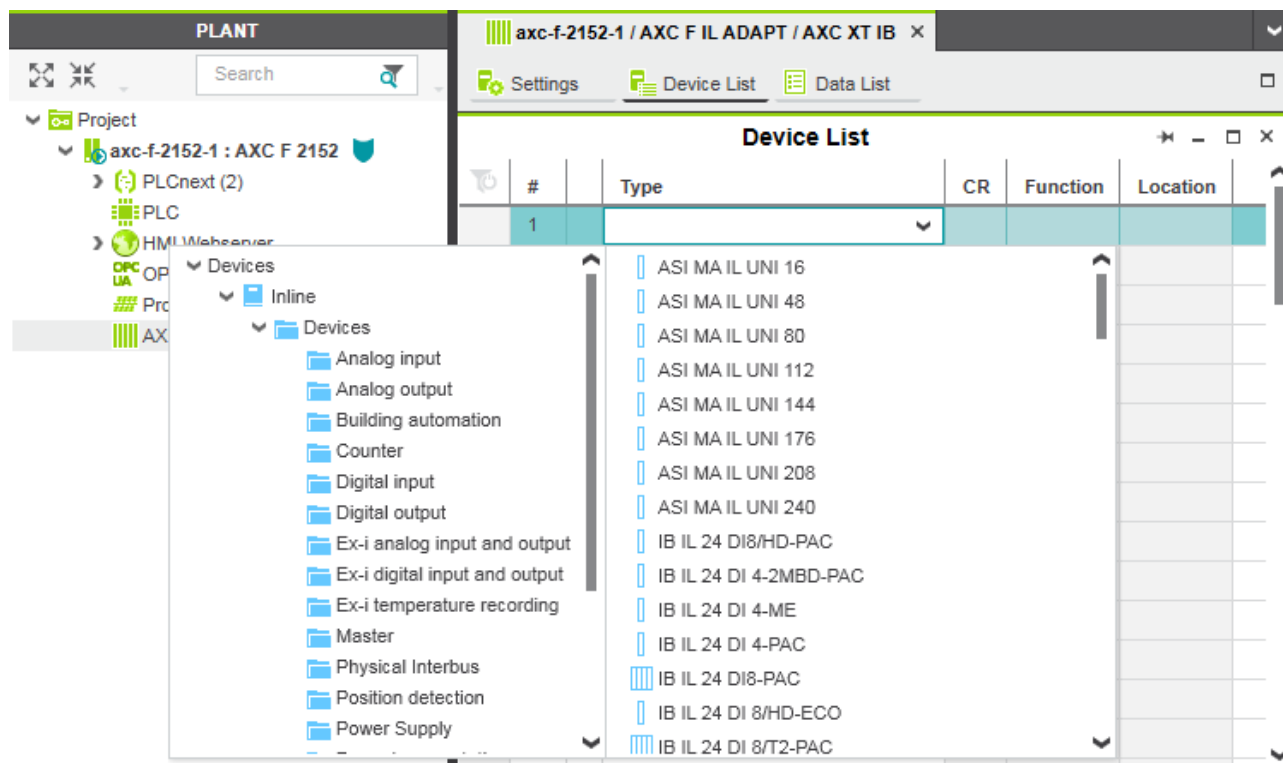 PLANT
axc-f-2152-1 / AXC F IL ADAPT / AXC XT IB
Search
Settings
Device List
Data List
Project
Device List
axc-f-2152-1 : AXC F 2152
# Type CR Function Location
PLCnext (2)
PLC
1
HMI Webserver
OPC UA OP
Pro
AX
Devices
Inline
Devices
Analog input
Analog output
Building automation
Counter
Digital input
Digital output
Ex-i analog input and output
Ex-i digital input and output
Ex-i temperature recording
Master
Physical Interbus
Position detection
Power Supply
ASI MA IL UNI 16
ASI MA IL UNI 48
ASI MA IL UNI 80
ASI MA IL UNI 112
ASI MA IL UNI 144
ASI MA IL UNI 176
ASI MA IL UNI 208
ASI MA IL UNI 240
IB IL 24 DI8/HD-PAC
IB IL 24 DI 4-2MBD-PAC
IB IL 24 DI 4-ME
IB IL 24 DI 4-PAC
IB IL 24 DI8-PAC
IB IL 24 DI 8/HD-ECO
IB IL 24 DI 8/T2-PAC